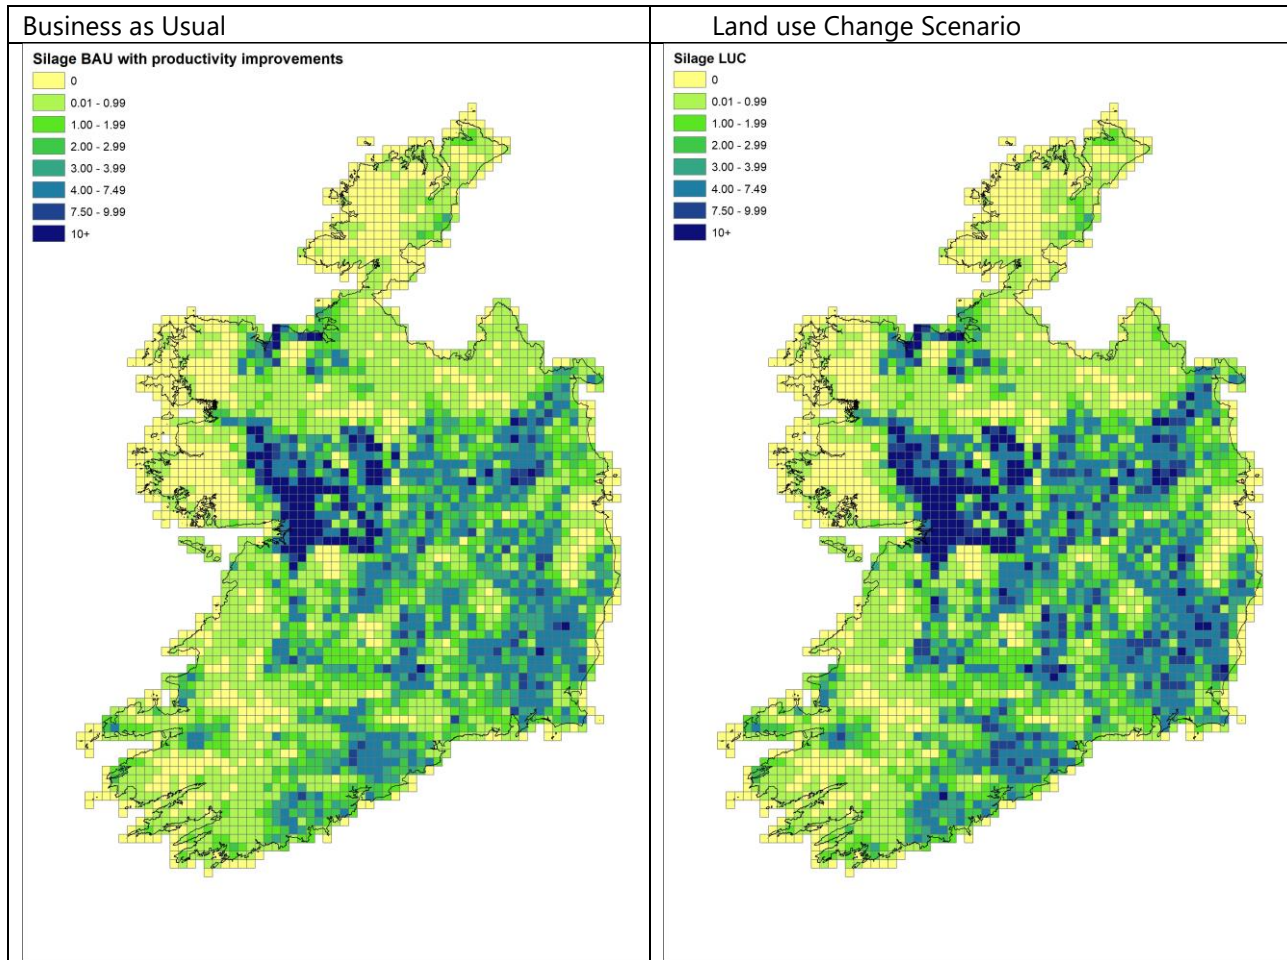 Business as Usual
Land use Change Scenario
Silage BAU with productivity improvements
0
0.01 - 0.99
1.00 - 1.99
2.00 - 2.99
3.00 - 3.99
4.00 - 7.49
7.50 - 9.99
10+
Silage LUC
0
0.01 - 0.99
1.00 - 1.99
2.00 - 2.99
3.00 - 3.99
4.00 - 7.49
7.50 - 9.99
10+